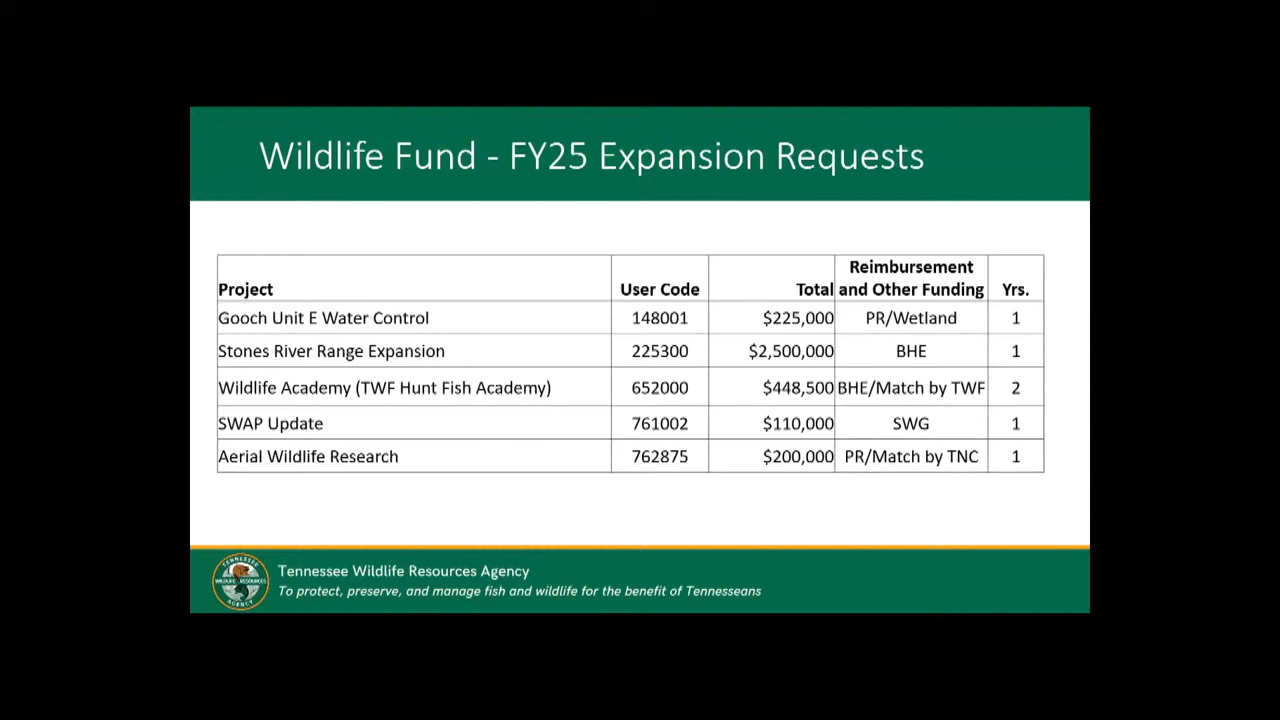 Wildlife Fund - FY25 Expansion Requests
Project User Code Total Reimbursement and Other Funding Yrs.
Gooch Unit E Water Control 148001 $225,000 PR/Wetland 1
Stones River Range Expansion 225300 $2,500,000 BHE 1
Wildlife Academy (TWF Hunt Fish Academy) 652000 $448,500 BHE/Match by TWF 2
SWAP Update 761002 $110,000 SWG 1
Aerial Wildlife Research 762875 $200,000 PR/Match by TNC 1
TENNESSEE
WILDLIFE RESOURCES
AGENCY
Tennessee Wildlife Resources Agency
To protect, preserve, and manage fish and wildlife for the benefit of Tennesseans